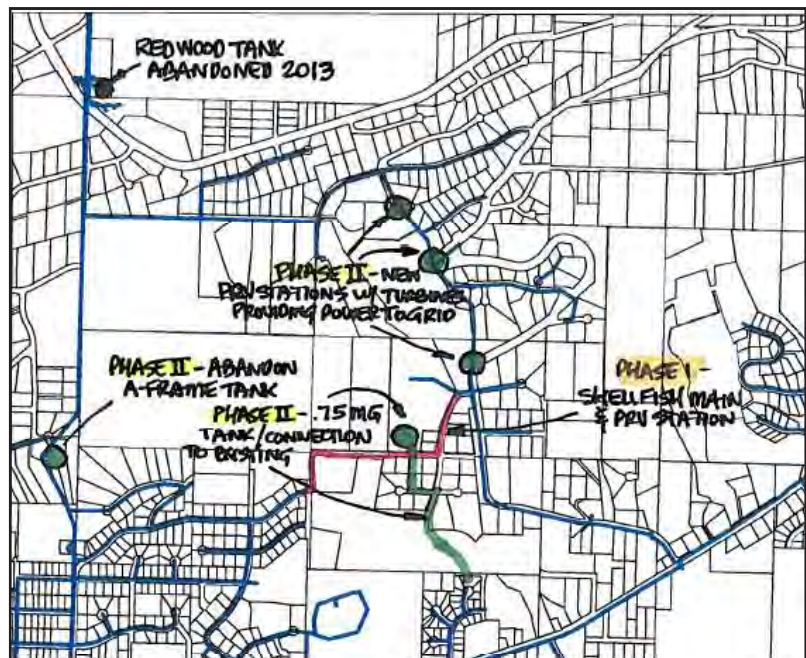 REDWOOD TANK
ABANDONED 2013
PHASE II - NEW
PRV STATIONS W/ TURBINES
PROVIDING POWER TO GRID
PHASE II - ABANDON
A-FRAME TANK
PHASE II - .75 MG
TANK/CONNECTION
TO EXISTING
PHASE I -
SHELLFISH MAIN
& PRV STATION